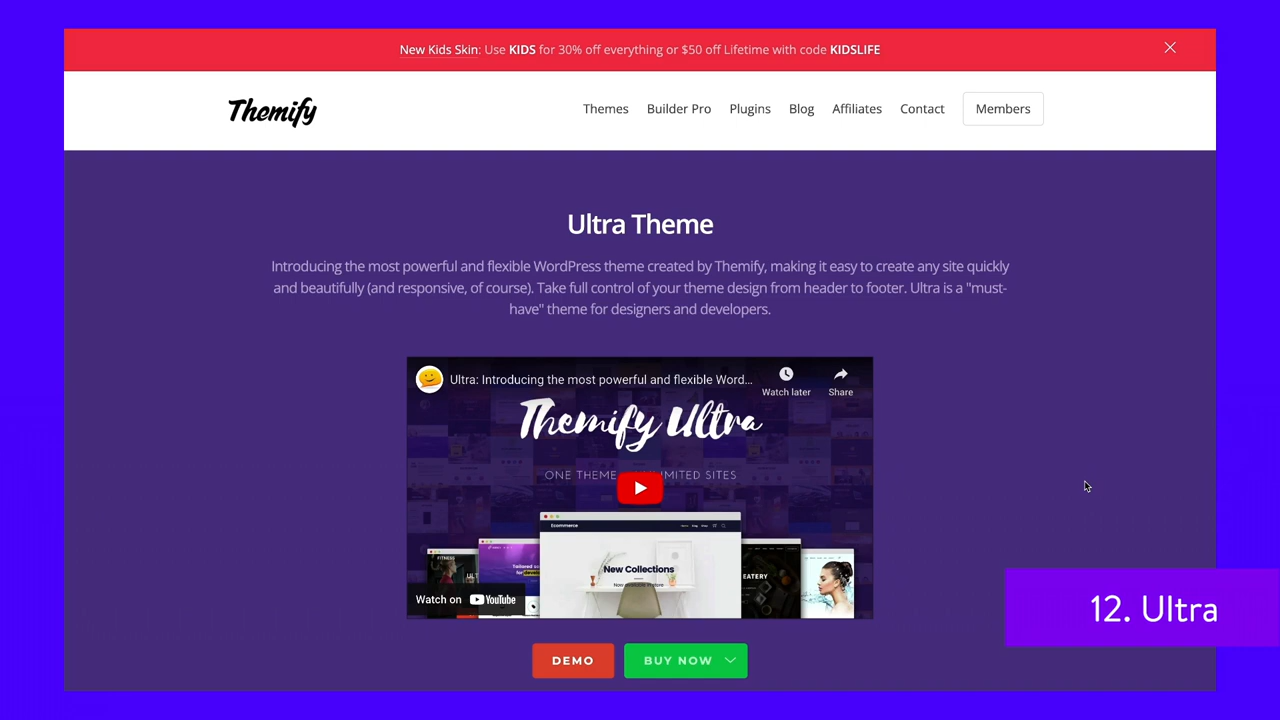 New Kids Skin: Use KIDS for 30% off everything or $50 off Lifetime with code KIDSLIFE
Themify
Themes Builder Pro Plugins Blog Affiliates Contact Members
Ultra Theme
Introducing the most powerful and flexible WordPress theme created by Themify, making it easy to create any site quickly
and beautifully (and responsive, of course). Take full control of your theme design from header to footer. Ultra is a "must-
have" theme for designers and developers.
Ultra: Introducing the most powerful and flexible Word...
Watch later Share
Themify Ultra
ONE THEME IMITED SITES
Ecommerce
FITNESS
New Collections
EATERY
Watch on YouTube
DEMO BUY NOW
12. Ultra